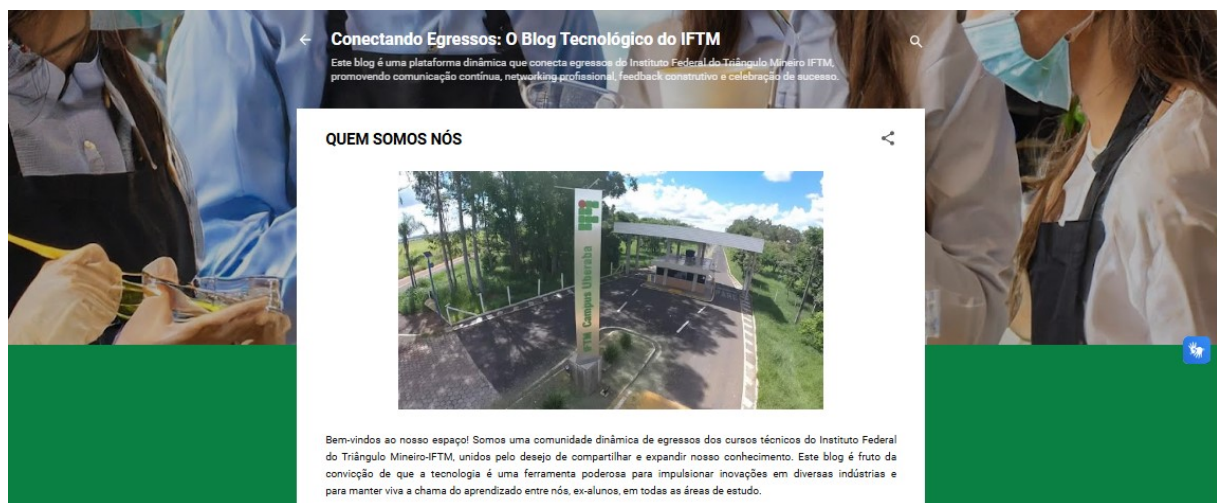 Conectando Egressos: O Blog Tecnológico do IFTM
Este blog é uma plataforma dinâmica que conecta egressos do Instituto Federal do Triângulo Mineiro IFTM,
promovendo comunicação contínua, networking profissional, feedback construtivo e celebração de sucesso.
QUEM SOMOS NÓS
IFTM Campus Uberaba
Bem-vindos ao nosso espaço! Somos uma comunidade dinâmica de egressos dos cursos técnicos do Instituto Federal
do Triângulo Mineiro-IFTM, unidos pelo desejo de compartilhar e expandir nosso conhecimento. Este blog é fruto da
convicção de que a tecnologia é uma ferramenta poderosa para impulsionar inovações em diversas indústrias e
para manter viva a chama do aprendizado entre nós, ex-alunos, em todas as áreas de estudo.